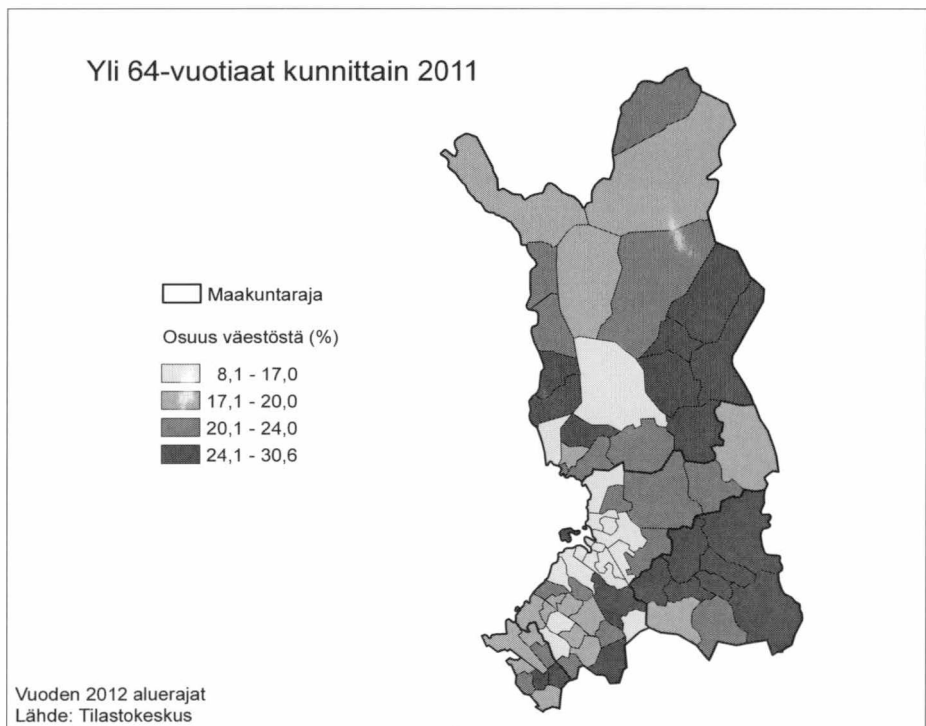 Yli 64-vuotiaat kunnittain 2011
Maakuntaraja
Osuus väestöstä (%)
8,1 - 17,0
17,1 - 20,0
20,1 - 24,0
24,1 - 30,6
Vuoden 2012 aluerajat
Lähde: Tilastokeskus